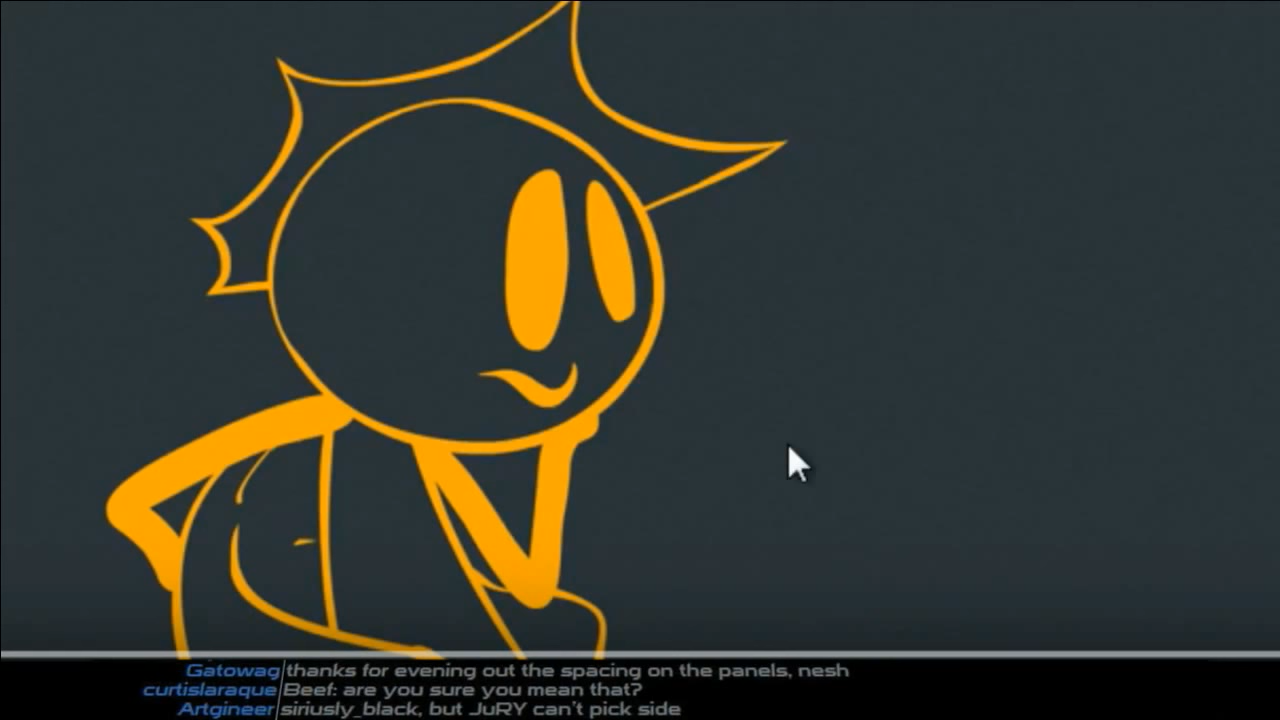 Gatowag thanks for evening out the spacing on the panels, nesh
curtislaraque Beef: are you sure you mean that?
Artgineer siriusly_black, but JuRY can't pick side